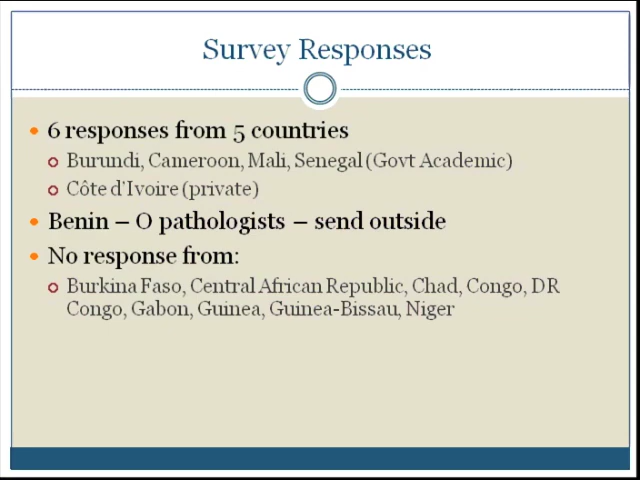 Survey Responses
6 responses from 5 countries
Burundi, Cameroon, Mali, Senegal (Govt Academic)
Côte d'Ivoire (private)
Benin – 0 pathologists – send outside
No response from:
Burkina Faso, Central African Republic, Chad, Congo, DR
Congo, Gabon, Guinea, Guinea-Bissau, Niger